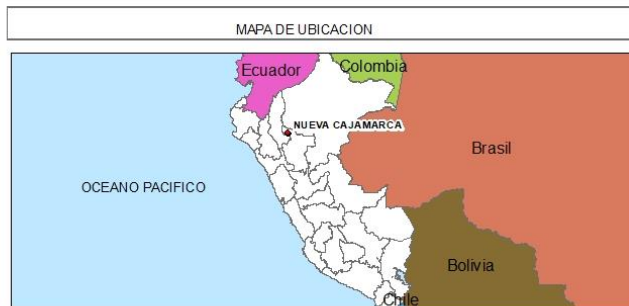 MAPA DE UBICACION
Ecuador
Colombia
NUEVA CAJAMARCA
Brasil
OCEANO PACIFICO
Bolivia
Chile